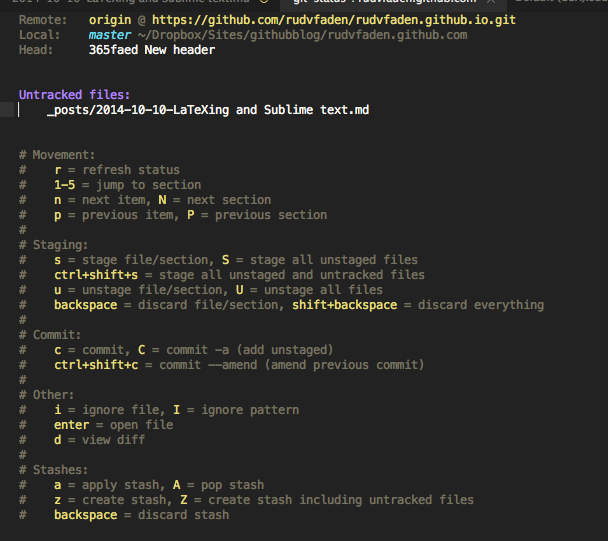 Remote:   origin @ https://github.com/rudvfaden/rudvfaden.github.io.git
Local:    master ~/Dropbox/Sites/githubblog/rudvfaden.github.com
Head:     365faed New header
Untracked files:
_posts/2014-10-10-LaTeXing and Sublime text.md
# Movement:
#    r = refresh status
#    1-5 = jump to section
#    n = next item, N = next section
#    p = previous item, P = previous section
#
# Staging:
#    s = stage file/section, S = stage all unstaged files
#    ctrl+shift+s = stage all unstaged and untracked files
#    u = unstage file/section, U = unstage all files
#    backspace = discard file/section, shift+backspace = discard everything
#
# Commit:
#    c = commit, C = commit -a (add unstaged)
#    ctrl+shift+c = commit --amend (amend previous commit)
#
# Other:
#    i = ignore file, I = ignore pattern
#    enter = open file
#    d = view diff
#
# Stashes:
#    a = apply stash, A = pop stash
#    z = create stash, Z = create stash including untracked files
#    backspace = discard stash